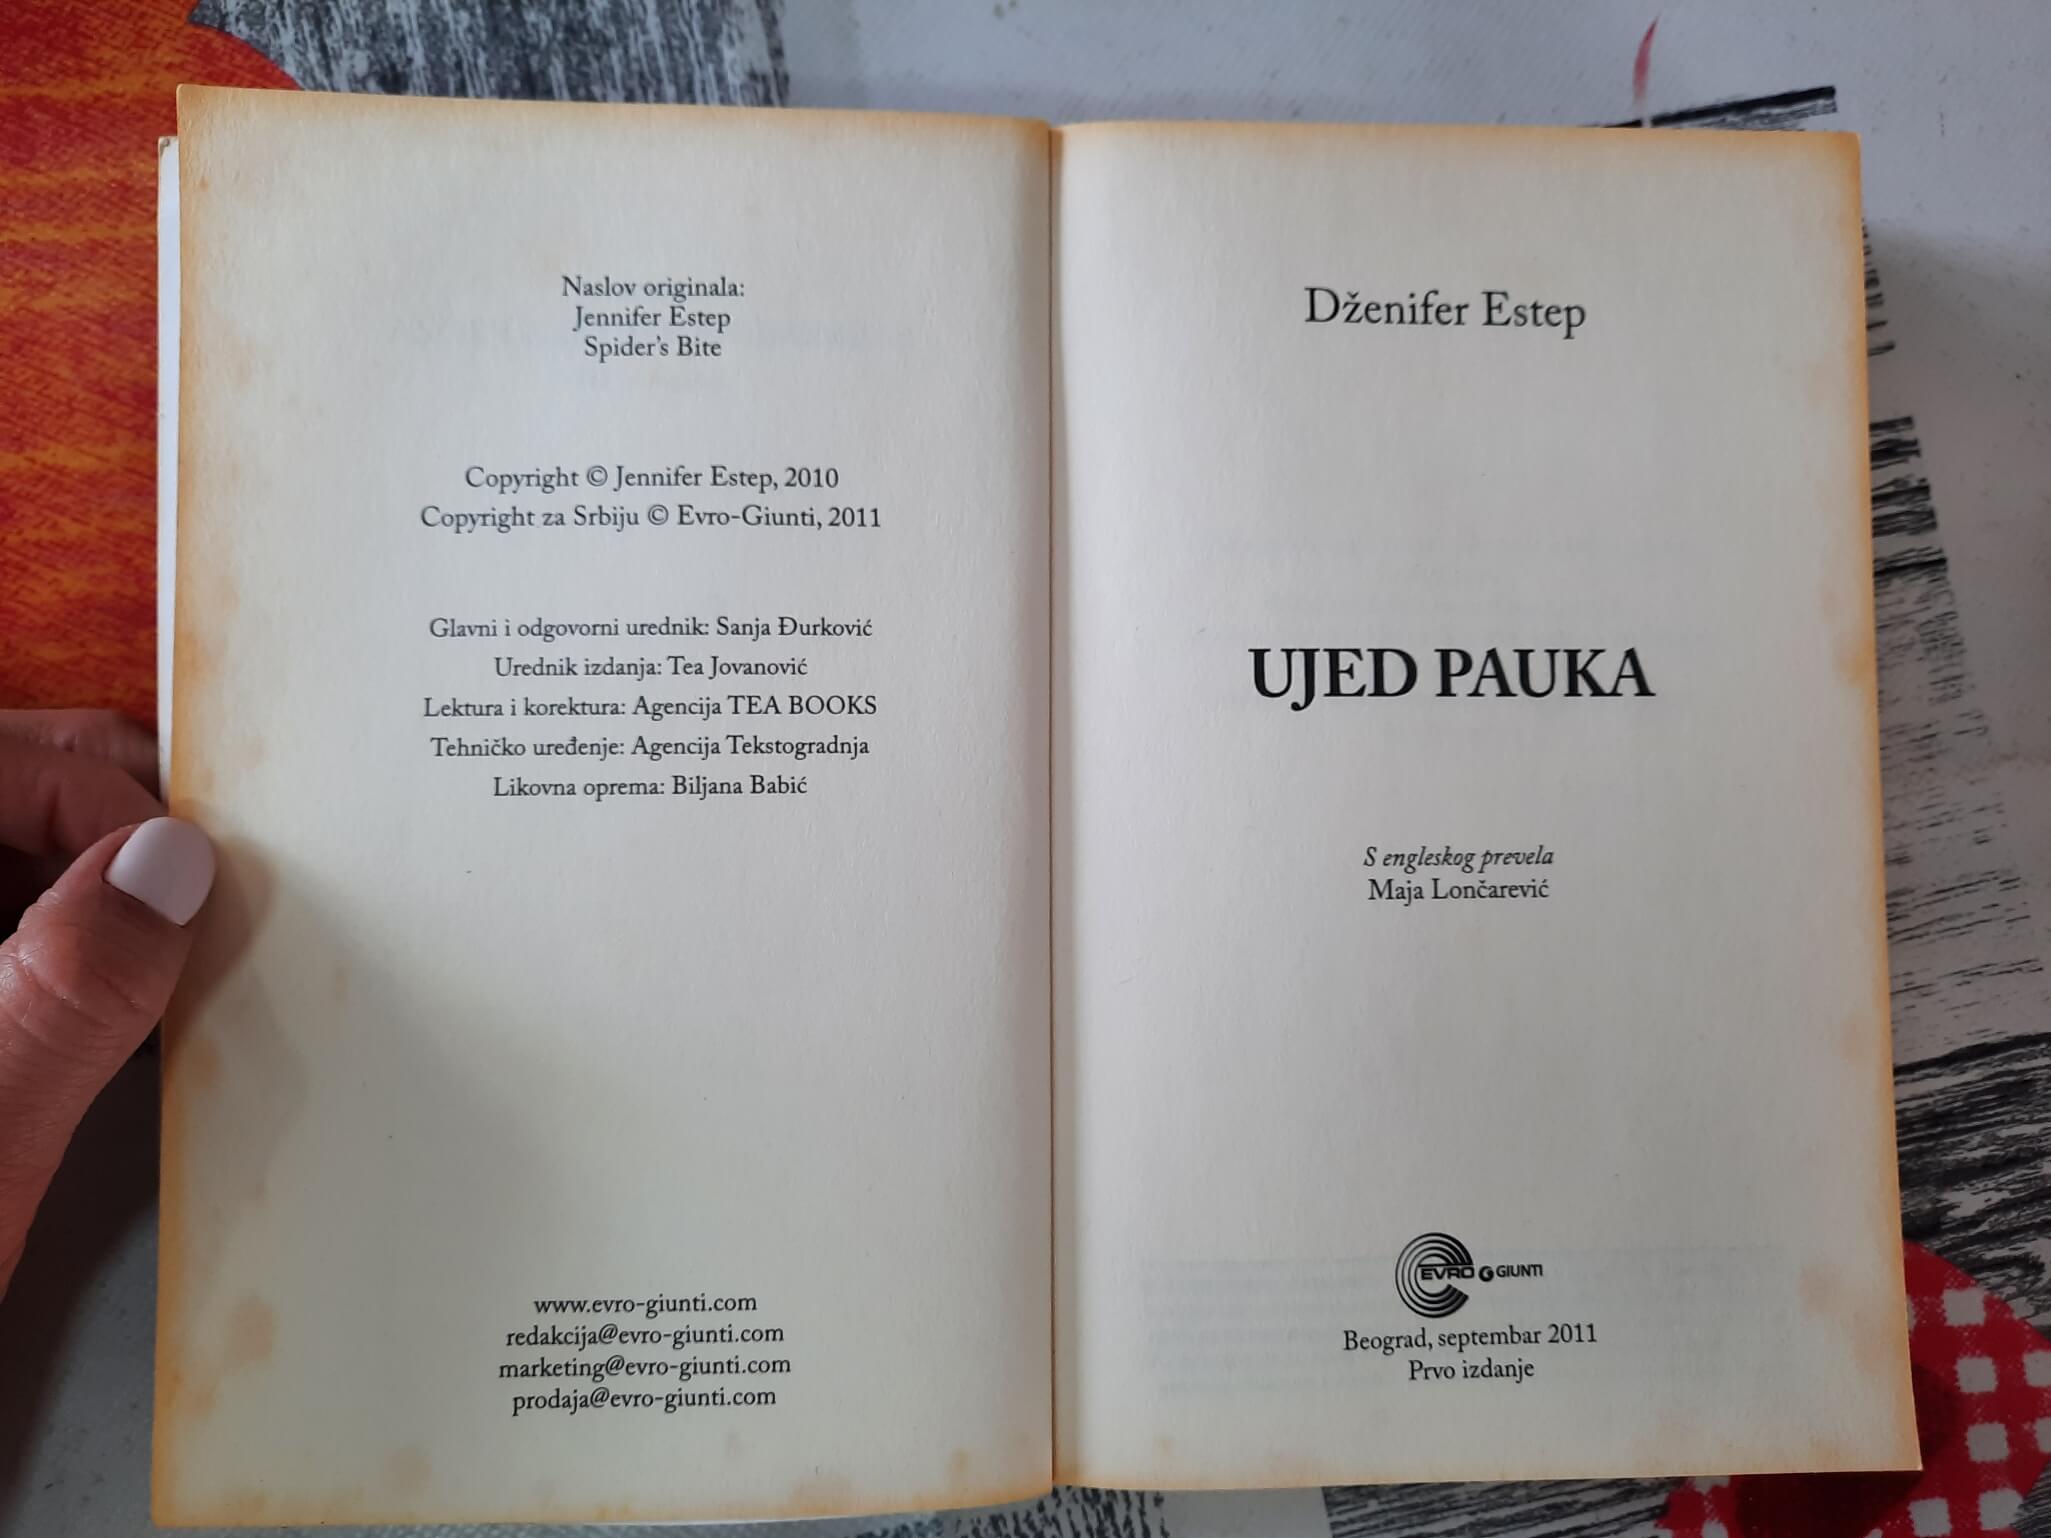 Naslov originala:
Jennifer Estep
Spider's Bite
Copyright © Jennifer Estep, 2010
Copyright za Srbiju © Evro-Giunti, 2011
Glavni i odgovorni urednik: Sanja Đurković
Urednik izdanja: Tea Jovanović
Lektura i korektura: Agencija TEA BOOKS
Tehničko uređenje: Agencija Tekstogradnja
Likovna oprema: Biljana Babić
www.evro-giunti.com
redakcija@evro-giunti.com
marketing@evro-giunti.com
prodaja@evro-giunti.com
Dženifer Estep
UJED PAUKA
S engleskog prevela
Maja Lončarević
EVRO GIUNTI
Beograd, septembar 2011
Prvo izdanje